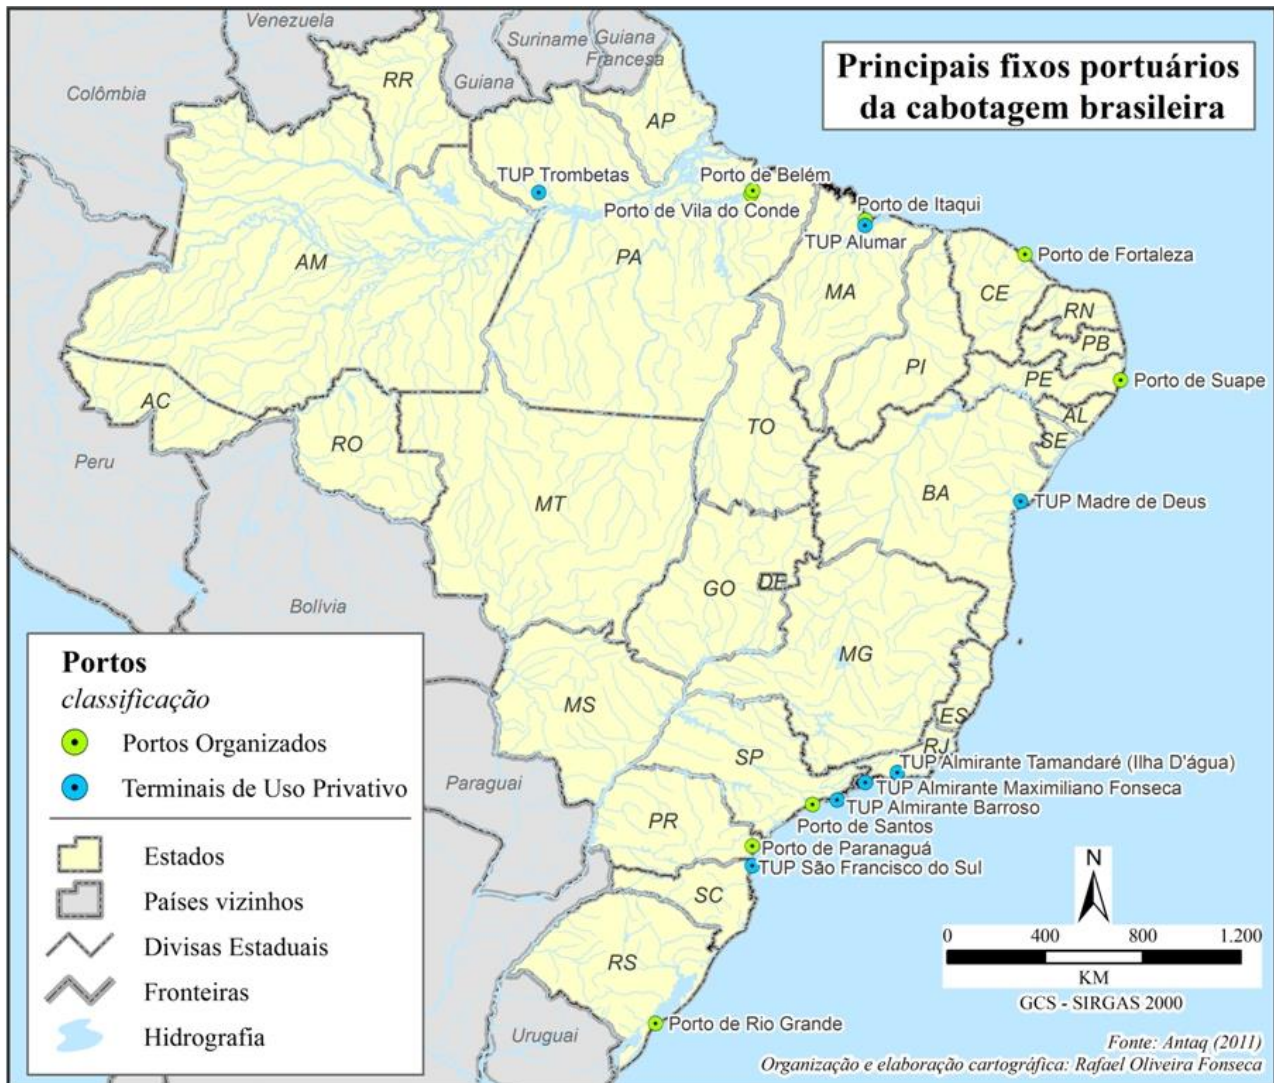 Venezuela
Suriname
Guiana
Francesa
Guiana
Colômbia
Principais fixos portuários
da cabotagem brasileira
RR
AP
TUP Trombetas
Porto de Belém
Porto de Vila do Conde
Porto de Itaqui
TUP Alumar
Porto de Fortaleza
AM
PA
MA
CE
RN
PB
PI
PE
Porto de Suape
AC
AL
TO
SE
RO
Peru
BA
TUP Madre de Deus
MT
GO
DF
Bolívia
MG
MS
ES
SP
RJ
TUP Almirante Tamandaré (Ilha D'água)
TUP Almirante Maximiliano Fonseca
TUP Almirante Barroso
Paraguai
PR
Porto de Santos
Porto de Paranaguá
TUP São Francisco do Sul
SC
RS
Uruguai
Porto de Rio Grande
Portos
classificação
Portos Organizados
Terminais de Uso Privativo
Estados
Países vizinhos
Divisas Estaduais
Fronteiras
Hidrografia
N
0 400 800 1.200
KM
GCS - SIRGAS 2000
Fonte: Antaq (2011)
Organização e elaboração cartográfica: Rafael Oliveira Fonseca